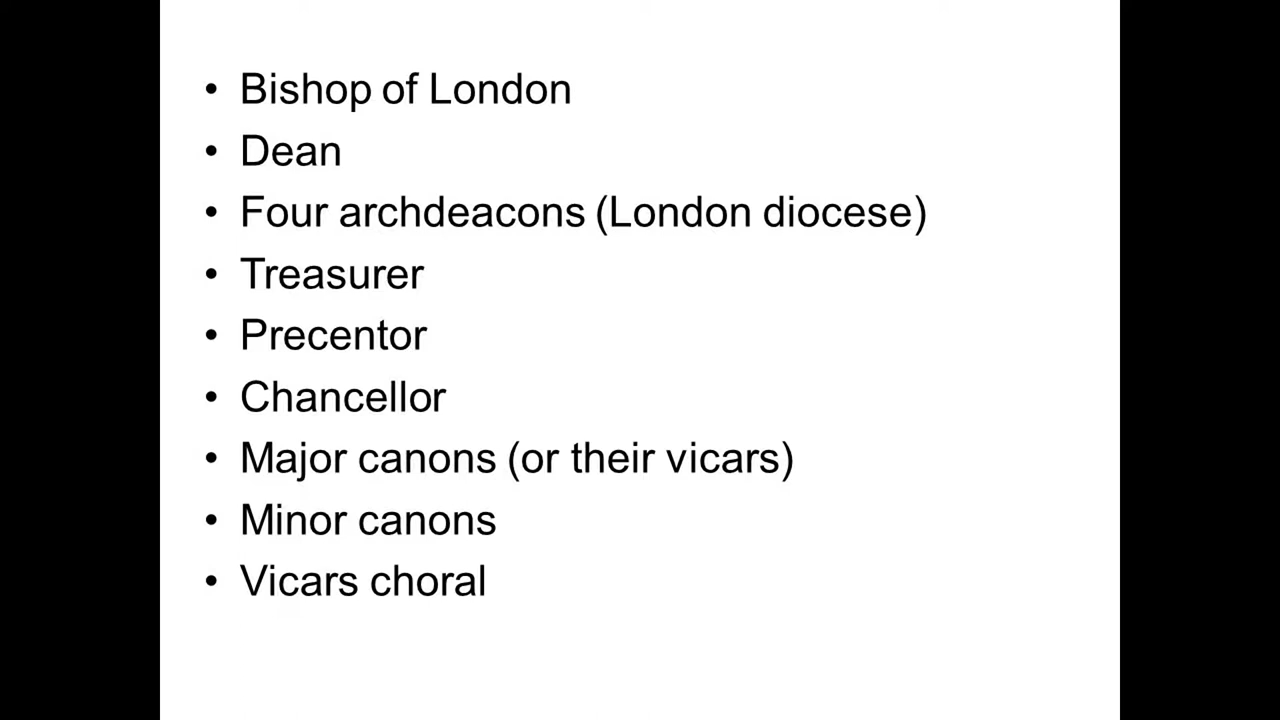 • Bishop of London
• Dean
• Four archdeacons (London diocese)
• Treasurer
• Precentor
• Chancellor
• Major canons (or their vicars)
• Minor canons
• Vicars choral